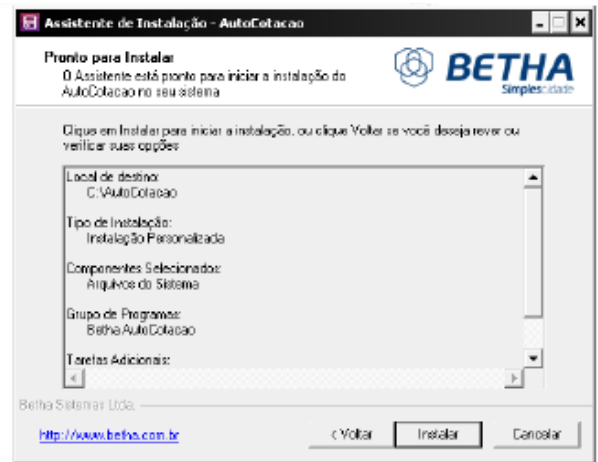 Assistente de Instalação - AutoCotacao
Pronto para Instalar
O Assistente está pronto para iniciar a instalação do
AutoCotacao no seu sistema
BETHA
Simplescidade
Clique em Instalar para iniciar a instalação, ou clique Voltar se você deseja rever ou
verificar suas opções
Local de destino:
C:\AutoCotacao
Tipo de Instalação:
Instalação Personalizada
Componentes Selecionados:
Arquivos do Sistema
Grupo de Programas:
Betha AutoCotacao
Tarefas Adicionais:
Betha Sistemas Ltda.
http://www.betha.com.br
< Voltar
Instalar
Cancelar